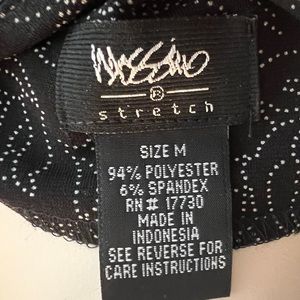 Mossimo
®
stretch
SIZE M
94% POLYESTER
6% SPANDEX
RN# 17730
MADE IN
INDONESIA
SEE REVERSE FOR
CARE INSTRUCTIONS